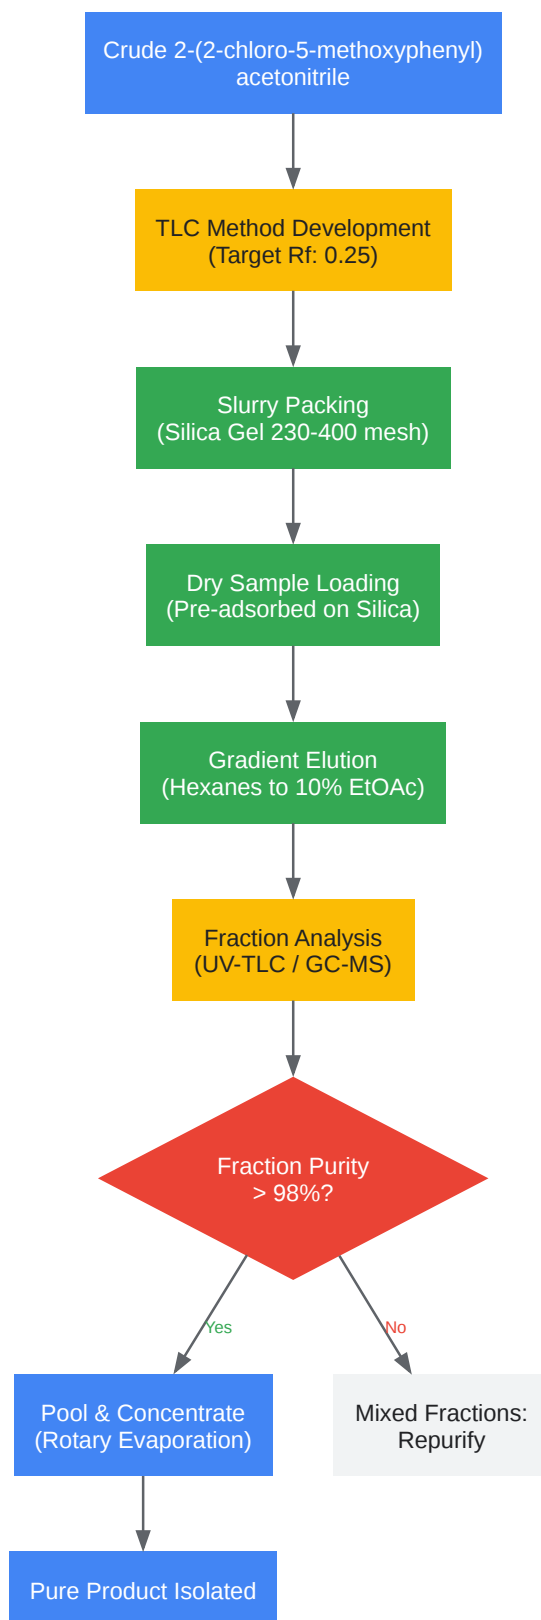 Crude 2-(2-chloro-5-methoxyphenyl)
acetonitrile
TLC Method Development
(Target Rf: 0.25)
Slurry Packing
(Silica Gel 230-400 mesh)
Dry Sample Loading
(Pre-adsorbed on Silica)
Gradient Elution
(Hexanes to 10% EtOAc)
Fraction Analysis
(UV-TLC / GC-MS)
Fraction Purity
> 98%?
Yes
No
Pool & Concentrate
(Rotary Evaporation)
Mixed Fractions:
Repurify
Pure Product Isolated